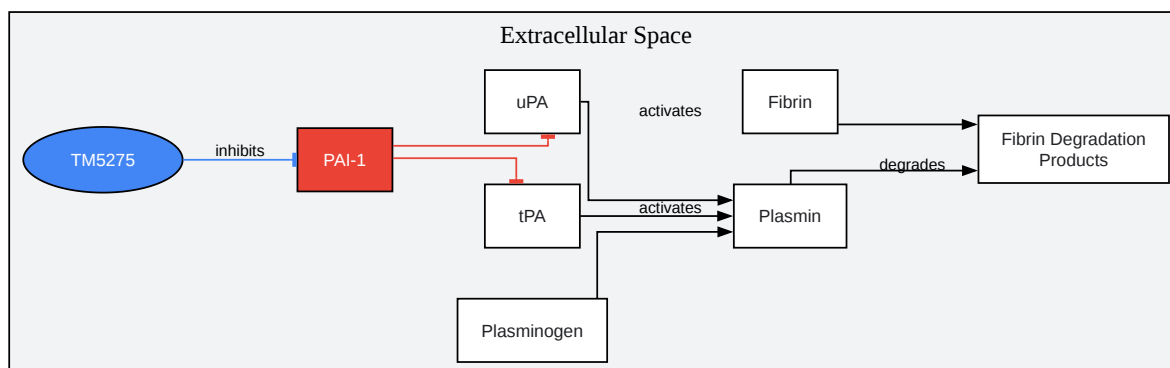 Extracellular Space
uPA
activates
Fibrin
TM5275
inhibits
PAI-1
Fibrin Degradation
Products
degrades
tPA
activates
Plasmin
Plasminogen